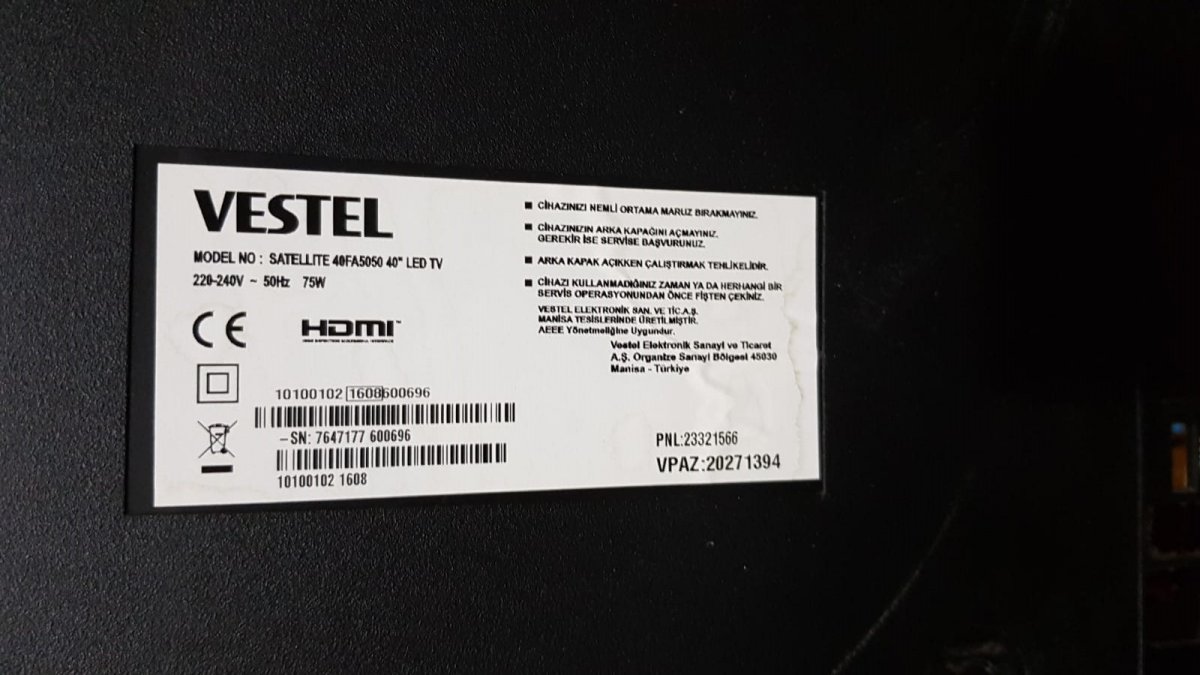 VESTEL
MODEL NO : SATELLITE 40FA5050 40" LED TV
220-240V ~ 50Hz 75W
CE HDMI™
10100102 1608600696
-SN: 7647177 600696
10100102 1608
■ CİHAZINIZI NEMLİ ORTAMA MARUZ BIRAKMAYINIZ.
■ CİHAZINIZIN ARKA KAPAĞINI AÇMAYINIZ.
GEREKİR İSE SERVİSE BAŞVURUNUZ.
■ ARKA KAPAK AÇIKKEN ÇALIŞTIRMAK TEHLİKELİDİR.
■ CİHAZI KULLANMADIĞINIZ ZAMAN YA DA HERHANGİ BİR
SERVİS OPERASYONUNDAN ÖNCE FİŞTEN ÇEKİNİZ.
VESTEL ELEKTRONİK SAN. VE TİC.A.Ş.
MANİSA TESİSLERİNDE ÜRETİLMİŞTİR.
AEEE Yönetmeliğine Uygundur.
Vestel Elektronik Sanayi ve Ticaret
A.Ş. Organize Sanayi Bölgesi 45030
Manisa - Türkiye
PNL:23321566
VPAZ:20271394